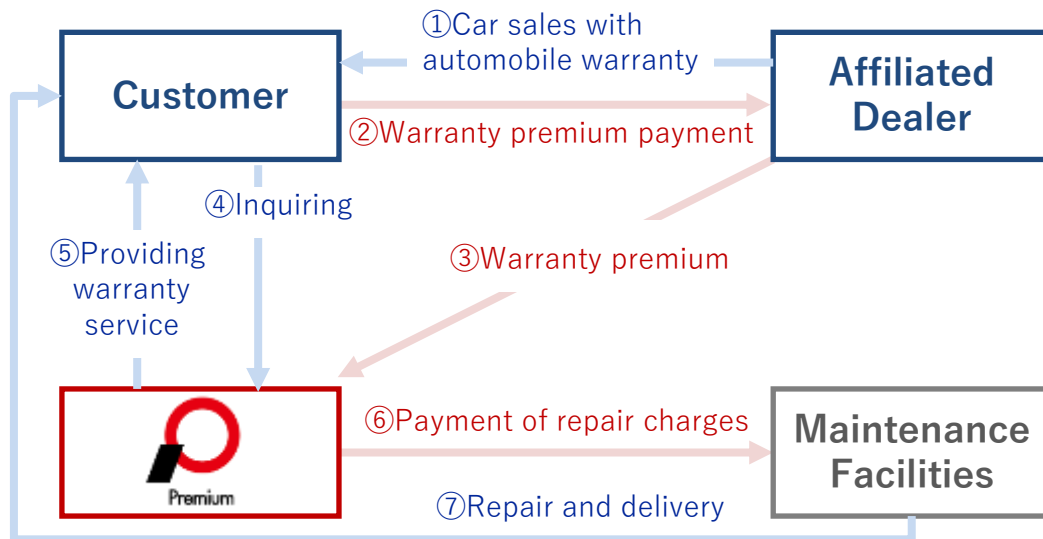 ①Car sales with
automobile warranty
Customer
Affiliated
Dealer
②Warranty premium payment
④Inquiring
③Warranty premium
⑤Providing
warranty
service
⑥Payment of repair charges
Maintenance
Facilities
Premium
⑦Repair and delivery